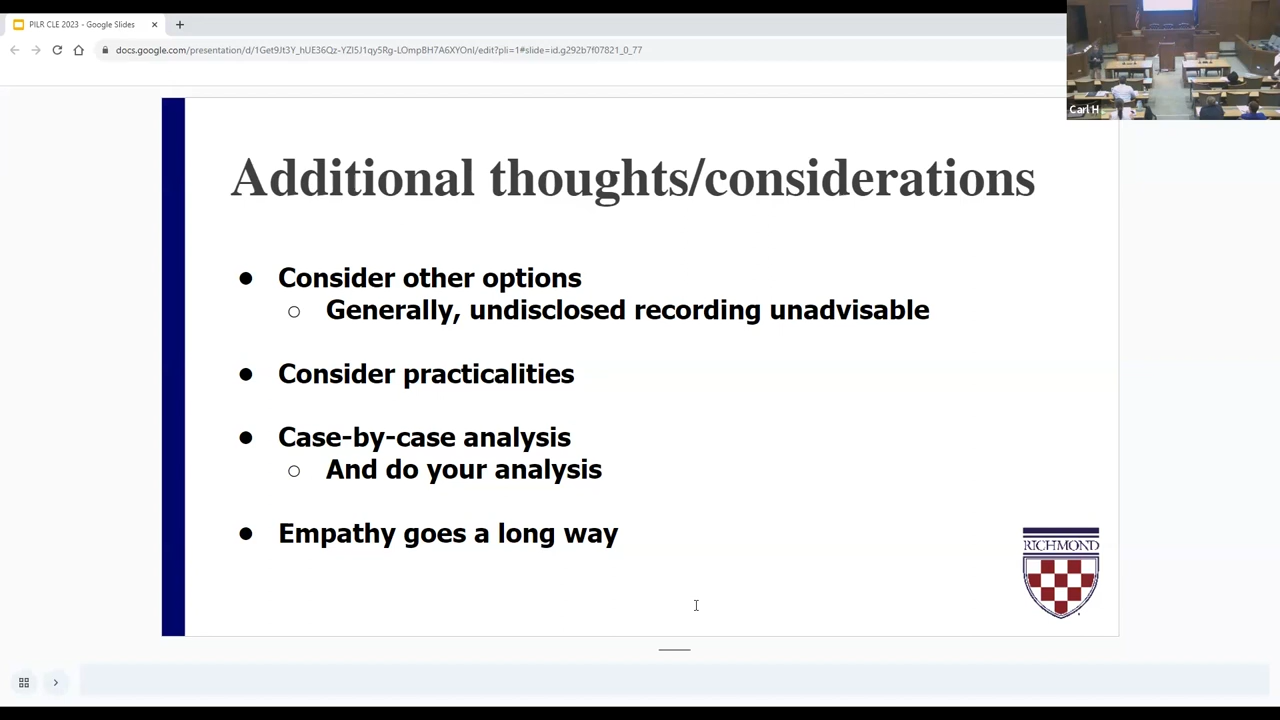 PILR CLE 2023 - Google Slides
docs.google.com/presentation/d/1Get9Jt3Y_hUE36Qz-YZI5J1qy5Rg-LOmpBH7A6XYOnI/edit?pli=1#slide=id.g292b7f07821_0_77
Carl H
Additional thoughts/considerations
● Consider other options
○ Generally, undisclosed recording unadvisable
● Consider practicalities
● Case-by-case analysis
○ And do your analysis
● Empathy goes a long way
RICHMOND